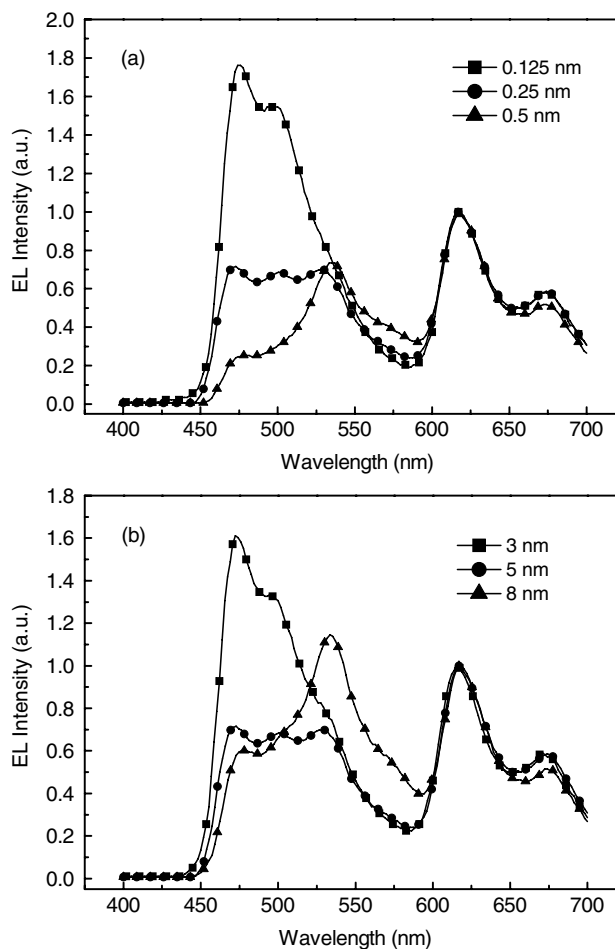 (a)
0.125 nm
0.25 nm
0.5 nm
EL Intensity (a.u.)
2.0
1.8
1.6
1.4
1.2
1.0
0.8
0.6
0.4
0.2
0.0
400 450 500 550 600 650 700
Wavelength (nm)
(b)
3 nm
5 nm
8 nm
EL Intensity (a.u.)
1.8
1.6
1.4
1.2
1.0
0.8
0.6
0.4
0.2
0.0
400 450 500 550 600 650 700
Wavelength (nm)